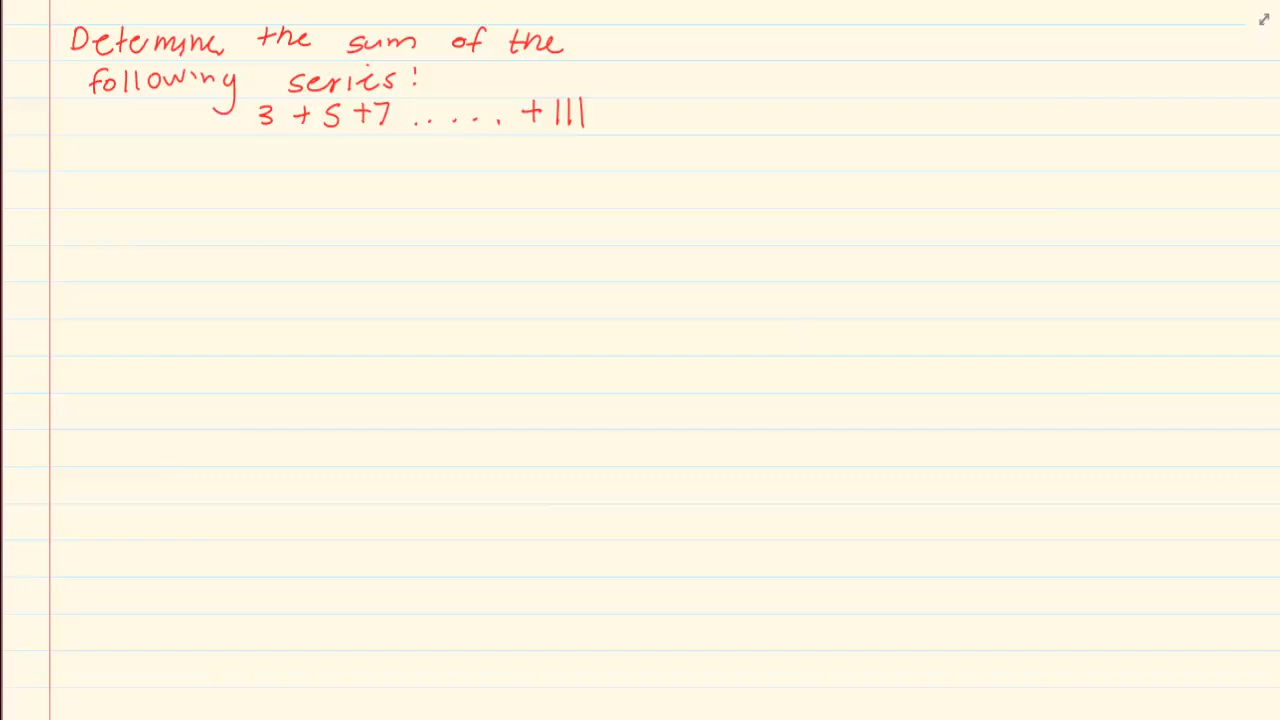 Determine the sum of the
following series:
3 + 5 + 7 ..... + 111